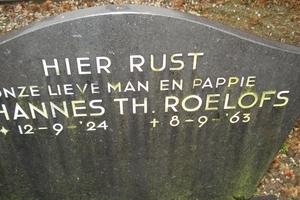 HIER RUST
ONZE LIEVE MAN EN PAPPIE
HANNES TH. ROELOFS
12-9-'24 ✝ 8-9-'63